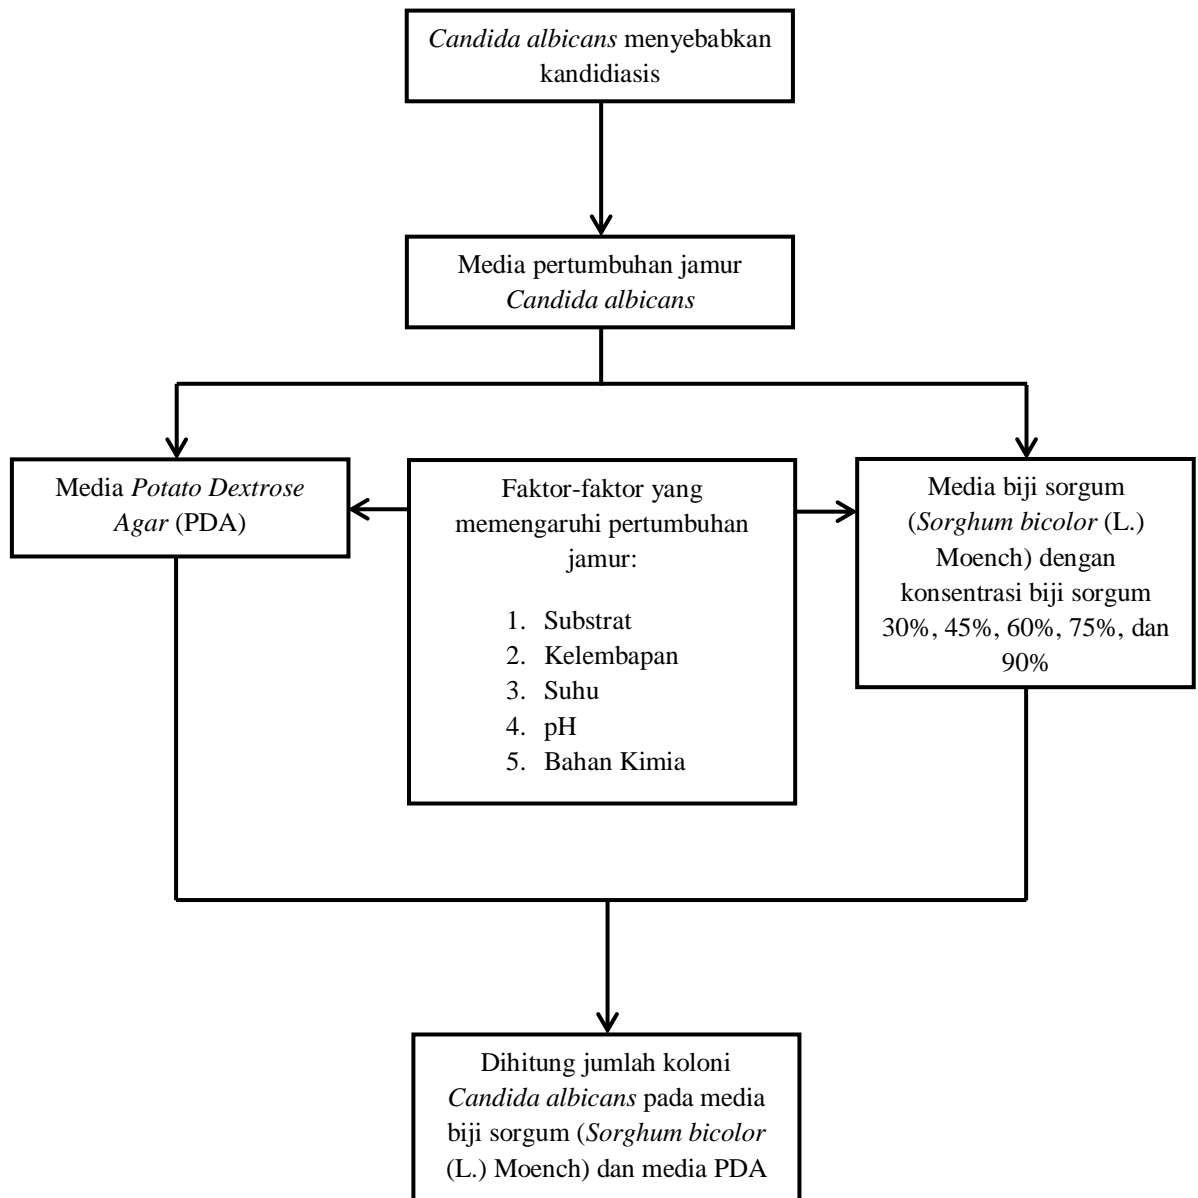 Candida albicans menyebabkan
kandidiasis
Media pertumbuhan jamur
Candida albicans
Media Potato Dextrose
Agar (PDA)
Faktor-faktor yang
memengaruhi pertumbuhan
jamur:
1. Substrat
2. Kelembapan
3. Suhu
4. pH
5. Bahan Kimia
Media biji sorgum
(Sorghum bicolor (L.)
Moench) dengan
konsentrasi biji sorgum
30%, 45%, 60%, 75%, dan
90%
Dihitung jumlah koloni
Candida albicans pada media
biji sorgum (Sorghum bicolor
(L.) Moench) dan media PDA